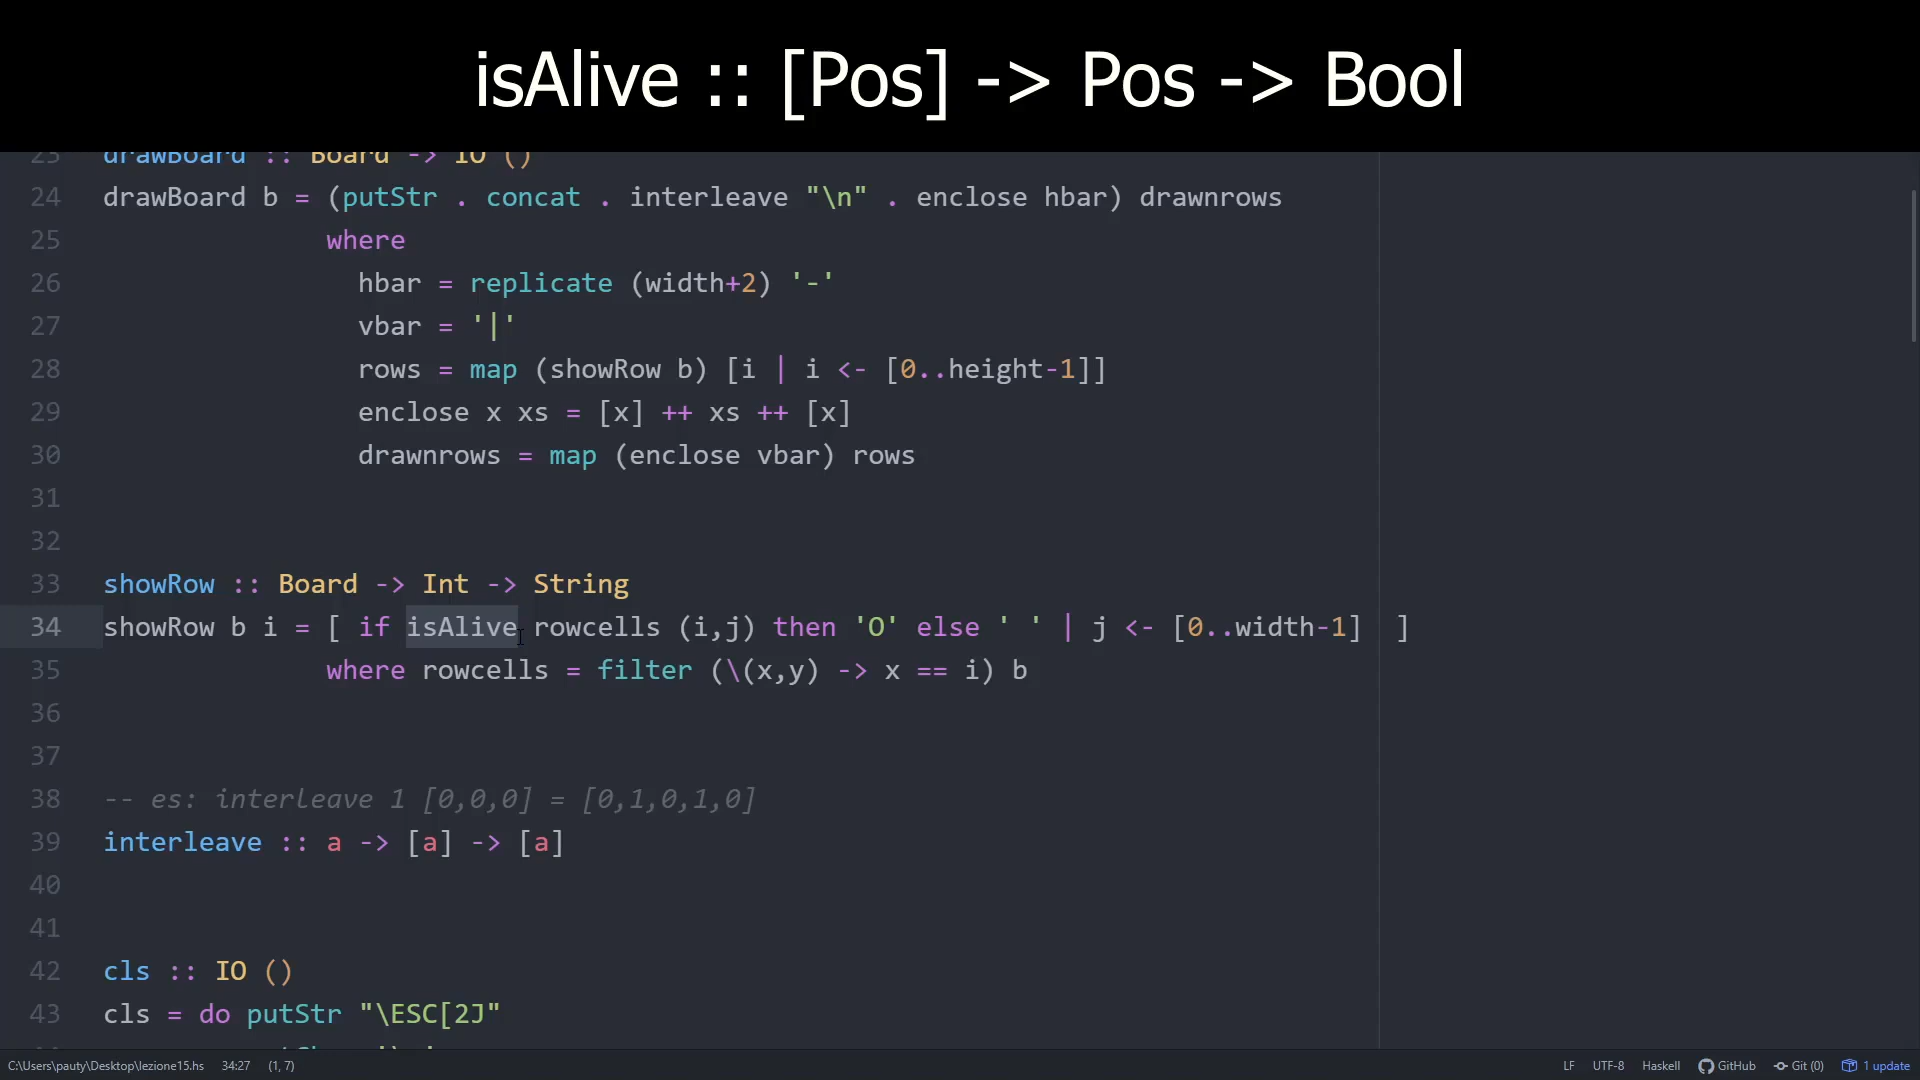 isAlive :: [Pos] -> Pos -> Bool
23 drawBoard :: Board -> IO ()
24 drawBoard b = (putStr . concat . interleave "\n" . enclose hbar) drawnrows
25 where
26 hbar = replicate (width+2) '-'
27 vbar = '|'
28 rows = map (showRow b) [i | i <- [0..height-1]]
29 enclose x xs = [x] ++ xs ++ [x]
30 drawnrows = map (enclose vbar) rows
31
32
33 showRow :: Board -> Int -> String
34 showRow b i = [ if isAlive rowcells (i,j) then 'O' else ' ' | j <- [0..width-1]  ]
35 where rowcells = filter (\(x,y) -> x == i) b
36
37
38 -- es: interleave 1 [0,0,0] = [0,1,0,1,0]
39 interleave :: a -> [a] -> [a]
40
41
42 cls :: IO ()
43 cls = do putStr "\ESC[2J"
C:\Users\pauty\Desktop\lezione15.hs 34:27 (1, 7) LF UTF-8 Haskell GitHub Git (0) 1 update